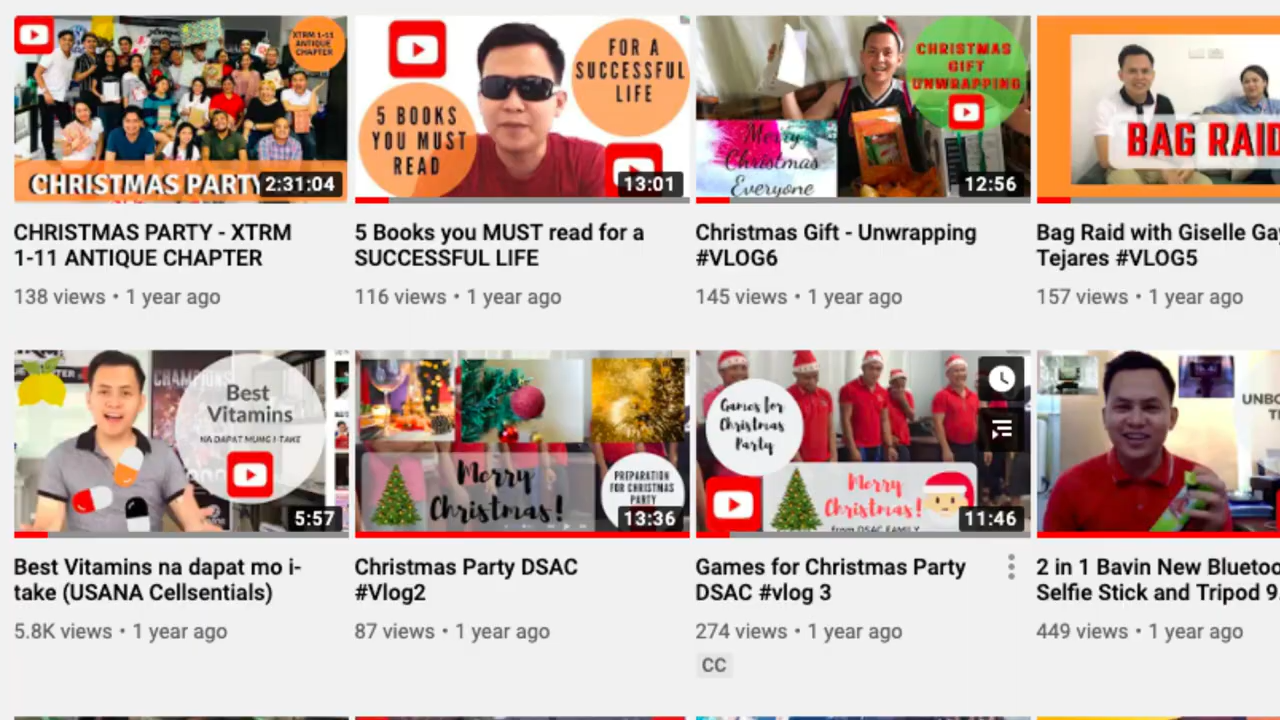 XTRM 1-11
ANTIQUE
CHAPTER
CHRISTMAS PARTY
2:31:04
CHRISTMAS PARTY - XTRM
1-11 ANTIQUE CHAPTER
138 views • 1 year ago
5 BOOKS
YOU MUST
READ
FOR A
SUCCESSFUL
LIFE
13:01
5 Books you MUST read for a
SUCCESSFUL LIFE
116 views • 1 year ago
CHRISTMAS
GIFT
UNWRAPPING
Merry
Christmas
Everyone
12:56
Christmas Gift - Unwrapping
#VLOG6
145 views • 1 year ago
BAG RAID
Bag Raid with Giselle Ga
Tejares #VLOG5
157 views • 1 year ago
CHAMPIONS
Best
Vitamins
NA DAPAT MUNG I-TAKE
5:57
Best Vitamins na dapat mo i-
take (USANA Cellsentials)
5.8K views • 1 year ago
Merry
Christmas!
PREPARATION
FOR CHRISTMAS
PARTY
13:36
Christmas Party DSAC
#Vlog2
87 views • 1 year ago
Games for
Christmas
Party
Merry
Christmas!
from DSAC FAMILY
11:46
Games for Christmas Party
DSAC #vlog 3
274 views • 1 year ago
CC
UNBO
2 in 1 Bavin New Bluetoo
Selfie Stick and Tripod 9.
449 views • 1 year ago